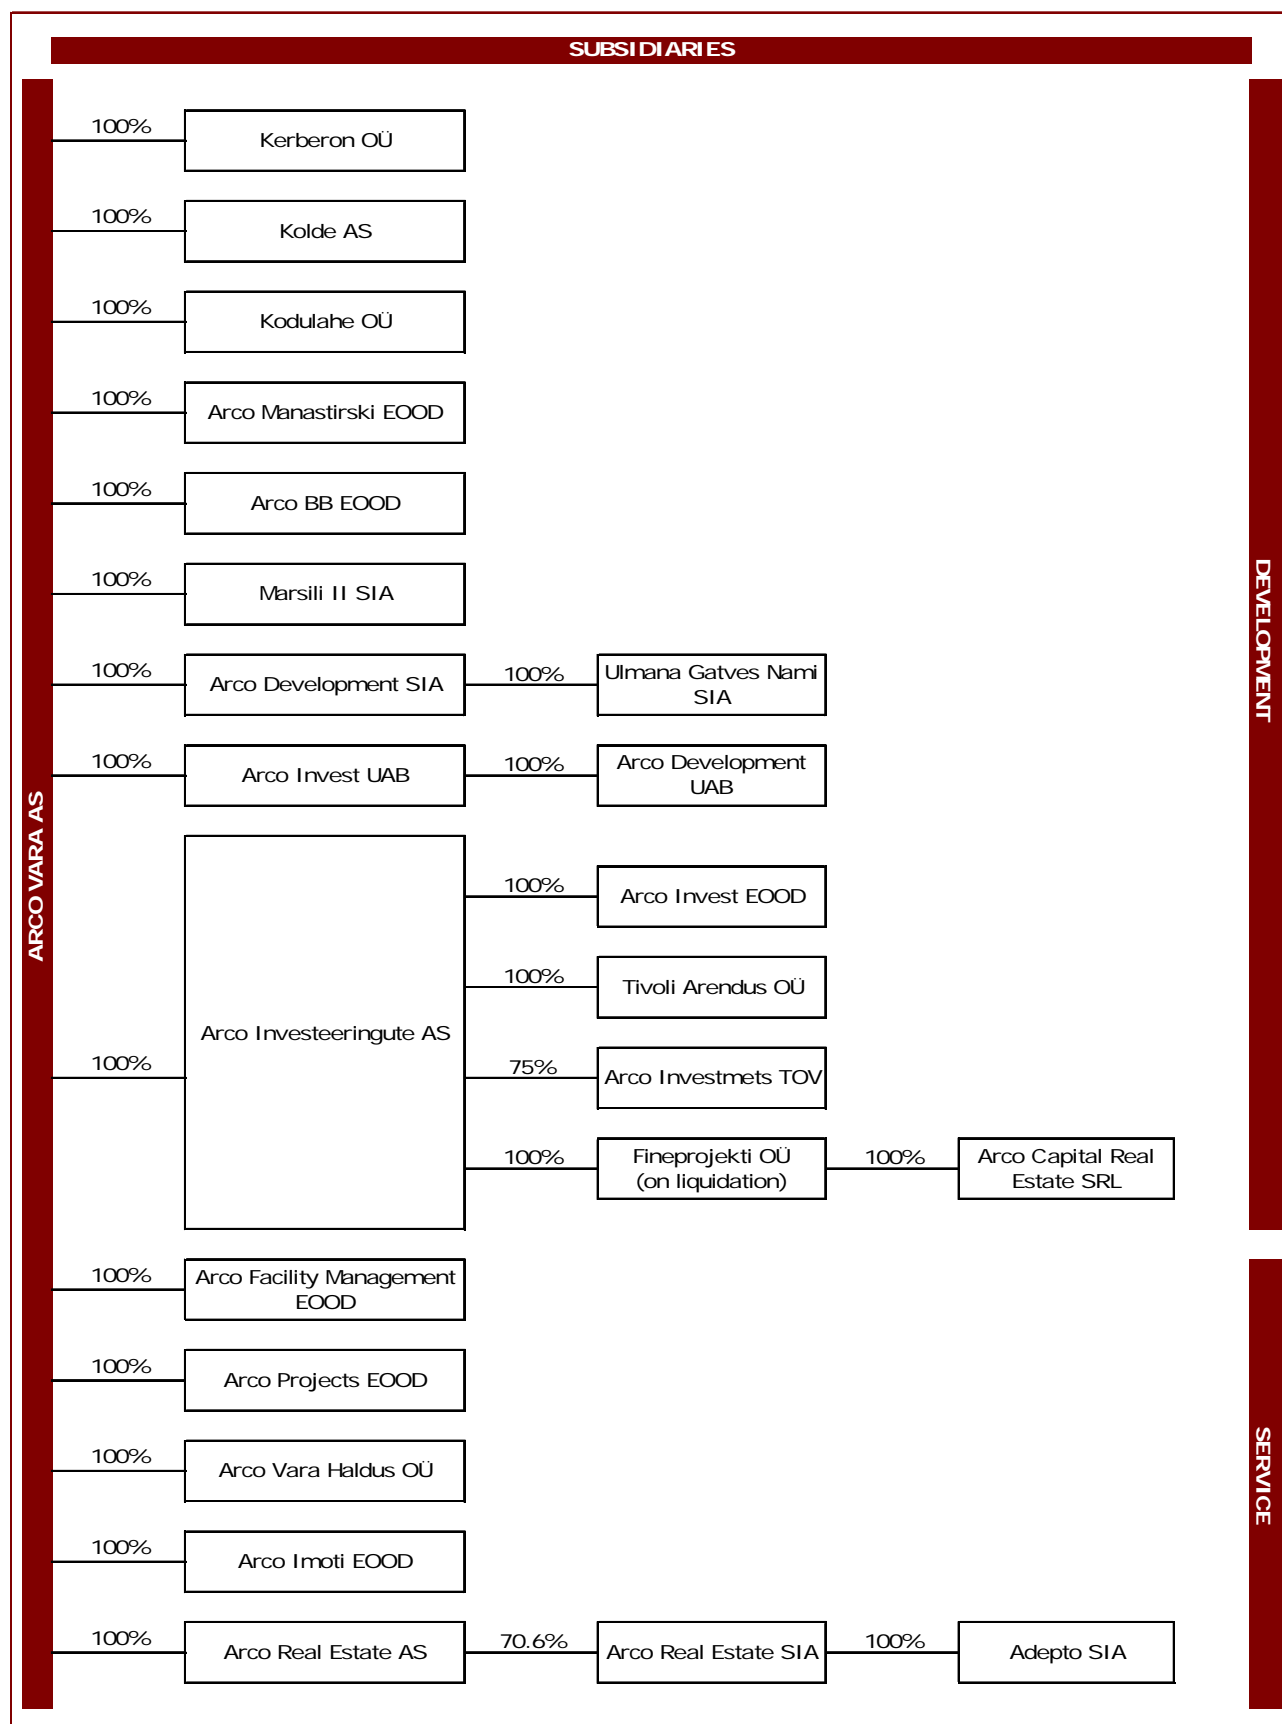 SUBSIDIARIES
ARCO VARA AS
DEVELOPMENT
100%
Kerberon OÜ
100%
Kolde AS
100%
Kodulahe OÜ
100%
Arco Manastirski EOOD
100%
Arco BB EOOD
100%
Marsili II SIA
100%
Arco Development SIA
100%
Ulmana Gatves Nami
SIA
100%
Arco Invest UAB
100%
Arco Development
UAB
100%
Arco Investeeringute AS
100%
Arco Invest EOOD
100%
Tivoli Arendus OÜ
75%
Arco Investmets TOV
100%
Fineprojekti OÜ
(on liquidation)
100%
Arco Capital Real
Estate SRL
SERVICE
100%
Arco Facility Management
EOOD
100%
Arco Projects EOOD
100%
Arco Vara Haldus OÜ
100%
Arco Imoti EOOD
100%
Arco Real Estate AS
70.6%
Arco Real Estate SIA
100%
Adepto SIA